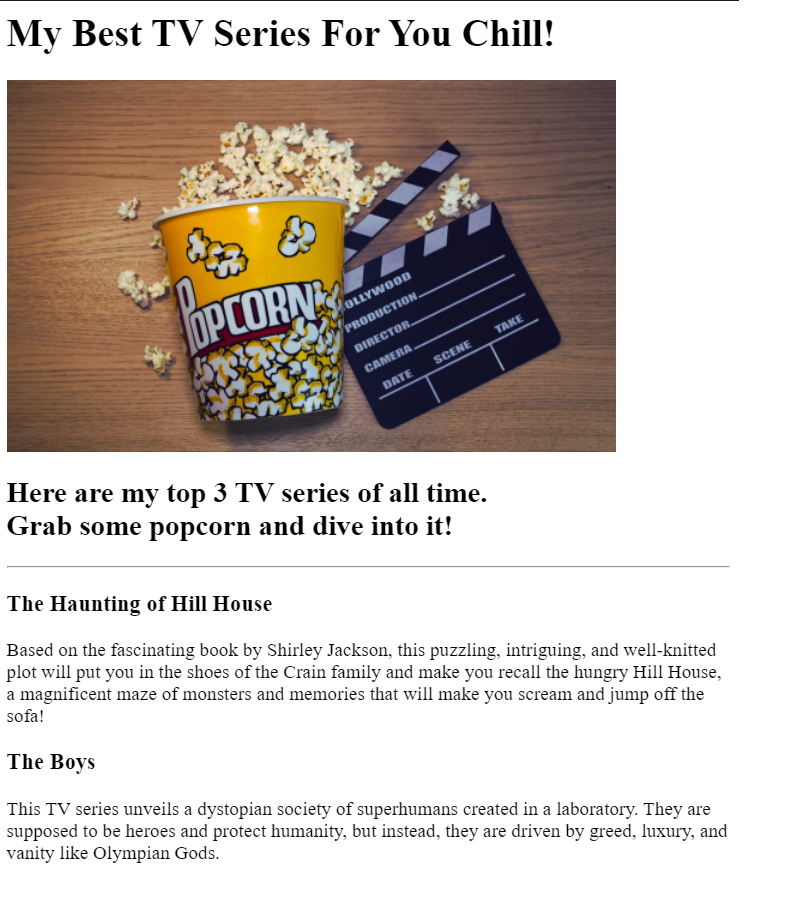 My Best TV Series For You Chill!
POPCORN
OLLYWOOD
PRODUCTION
DIRECTOR
CAMERA
DATE SCENE TAKE
Here are my top 3 TV series of all time.
Grab some popcorn and dive into it!
The Haunting of Hill House
Based on the fascinating book by Shirley Jackson, this puzzling, intriguing, and well-knitted
plot will put you in the shoes of the Crain family and make you recall the hungry Hill House,
a magnificent maze of monsters and memories that will make you scream and jump off the
sofa!
The Boys
This TV series unveils a dystopian society of superhumans created in a laboratory. They are
supposed to be heroes and protect humanity, but instead, they are driven by greed, luxury, and
vanity like Olympian Gods.